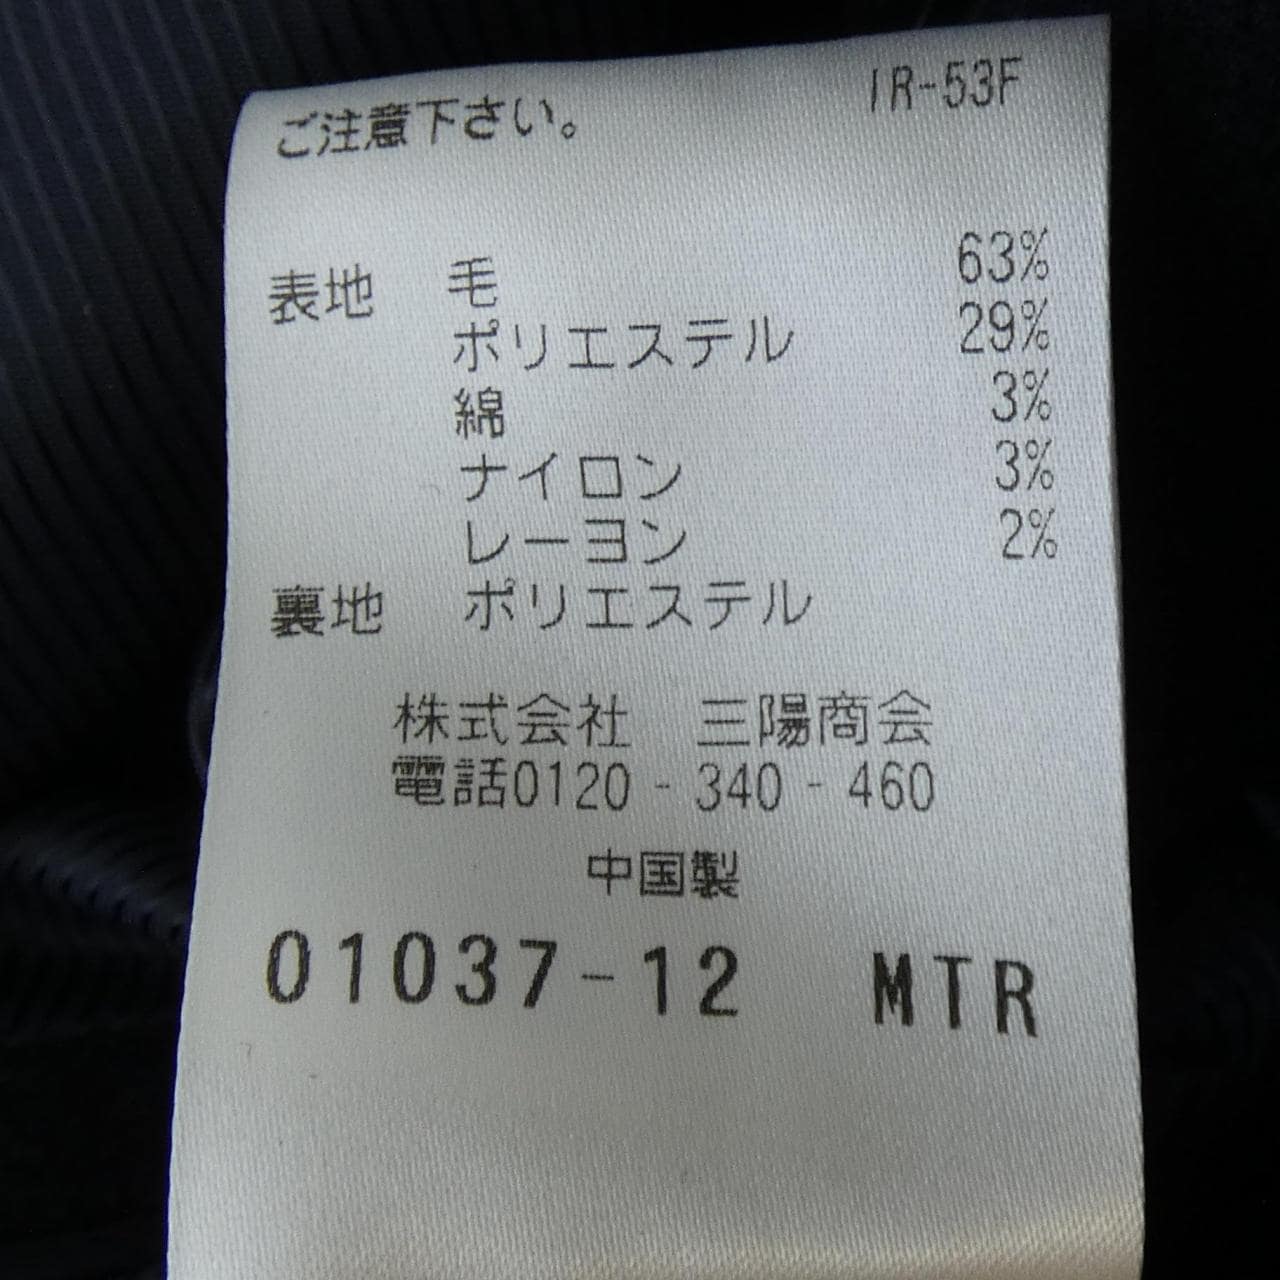 ご注意下さい。 IR-53F
表地 毛 63%
ポリエステル 29%
綿 3%
ナイロン 3%
レーヨン 2%
裏地 ポリエステル
株式会社 三陽商会
電話0120-340-460
中国製
01037-12 MTR